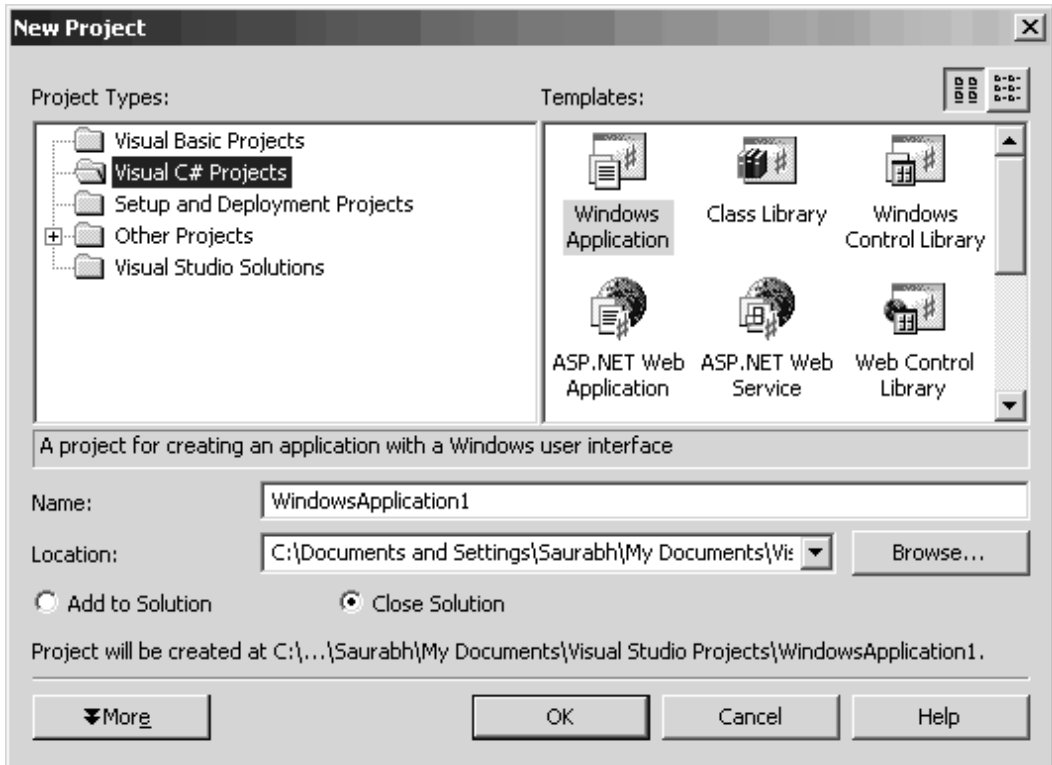 New Project
Project Types:
Templates:
Visual Basic Projects
Visual C# Projects
Setup and Deployment Projects
Other Projects
Visual Studio Solutions
Windows
Application
Class Library
Windows
Control Library
ASP.NET Web
Application
ASP.NET Web
Service
Web Control
Library
A project for creating an application with a Windows user interface
Name:
WindowsApplication1
Location:
C:\Documents and Settings\Saurabh\My Documents\Vis
Browse...
Add to Solution
Close Solution
Project will be created at C:\...\Saurabh\My Documents\Visual Studio Projects\WindowsApplication1.
More
OK
Cancel
Help